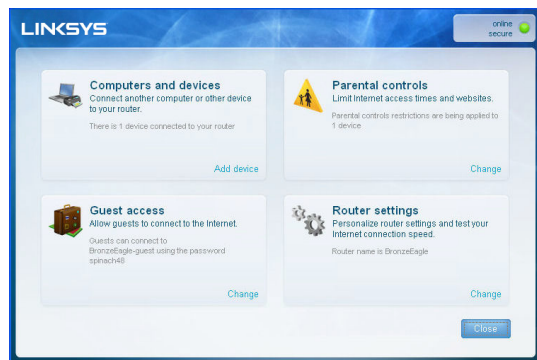 LINKSYS
online
secure
Computers and devices
Connect another computer or other device
to your router.
There is 1 device connected to your router
Add device
Parental controls
Limit Internet access times and websites.
Parental controls restrictions are being applied to
1 device
Change
Guest access
Allow guests to connect to the Internet.
Guests can connect to
BronzeEagle-guest using the password
spinach48
Change
Router settings
Personalize router settings and test your
Internet connection speed.
Router name is BronzeEagle
Change
Close